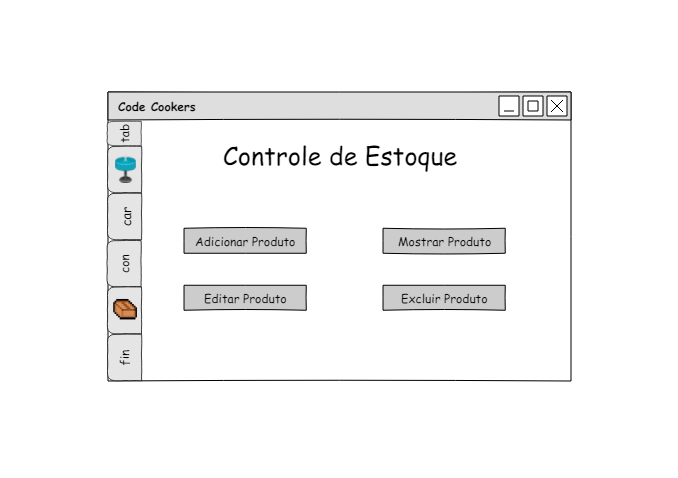 Code Cookers
tab
car
con
fin
Controle de Estoque
Adicionar Produto
Mostrar Produto
Editar Produto
Excluir Produto